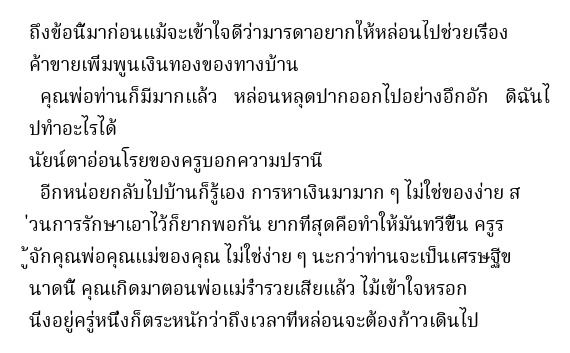 ถึงข้อนี้มาก่อนแม้จะเข้าใจดีว่ามารดาอยากให้หล่อนไปช่วยเรื่อง
ค้าขายเพิ่มพูนเงินทองของทางบ้าน
คุณพ่อท่านก็มีมากแล้ว หล่อนหลุดปากออกไปอย่างอึกอัก ดิฉันไ
ปทำอะไรได้
นัยน์ตาอ่อนโรยของครูบอกความปรานี
อีกหน่อยกลับไปบ้านก็รู้เอง การหาเงินมามาก ๆ ไม่ใช่ของง่าย ส
่วนการรักษาเอาไว้ก็ยากพอกัน ยากที่สุดคือทำให้มันทวีขึ้น ครูร
ู้จักคุณพ่อคุณแม่ของคุณ ไม่ใช่ง่าย ๆ นะกว่าท่านจะเป็นเศรษฐีข
นาดนี้ คุณเกิดมาตอนพ่อแม่ร่ำรวยเสียแล้ว ไม้เข้าใจหรอก
นิ่งอยู่ครู่หนึ่งก็ตระหนักว่าถึงเวลาที่หล่อนจะต้องก้าวเดินไป